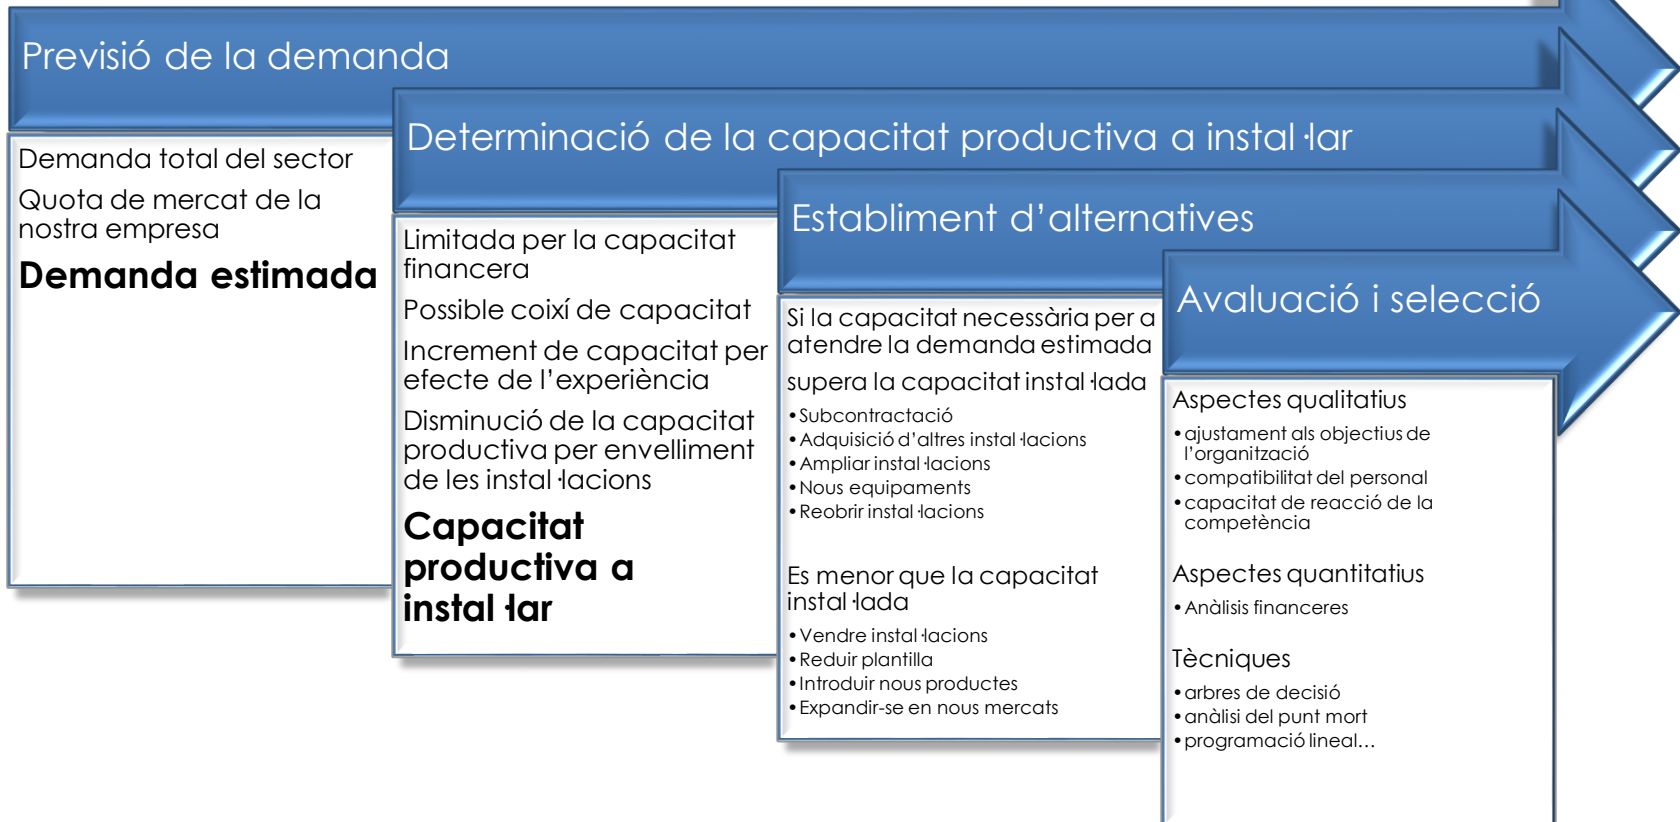 Previsió de la demanda
Demanda total del sector
Quota de mercat de la
nostra empresa
Demanda estimada
Determinació de la capacitat productiva a instal·lar
Limitada per la capacitat
financera
Possible coixí de capacitat
Increment de capacitat per
efecte de l’experiència
Disminució de la capacitat
productiva per envelliment
de les instal·lacions
Capacitat
productiva a
instal·lar
Establiment d’alternatives
Si la capacitat necessària per a
atendre la demanda estimada
supera la capacitat instal·lada
•Subcontractació
•Adquisició d’altres instal·lacions
•Ampliar instal·lacions
•Nous equipaments
•Reobrir instal·lacions
Es menor que la capacitat
instal·lada
•Vendre instal·lacions
•Reduir plantilla
•Introduir nous productes
•Expandir-se en nous mercats
Avaluació i selecció
Aspectes qualitatius
•ajustament als objectius de
l’organització
•compatibilitat del personal
•capacitat de reacció de la
competència
Aspectes quantitatius
•Anàlisis financeres
Tècniques
•arbres de decisió
•anàlisi del punt mort
•programació lineal…